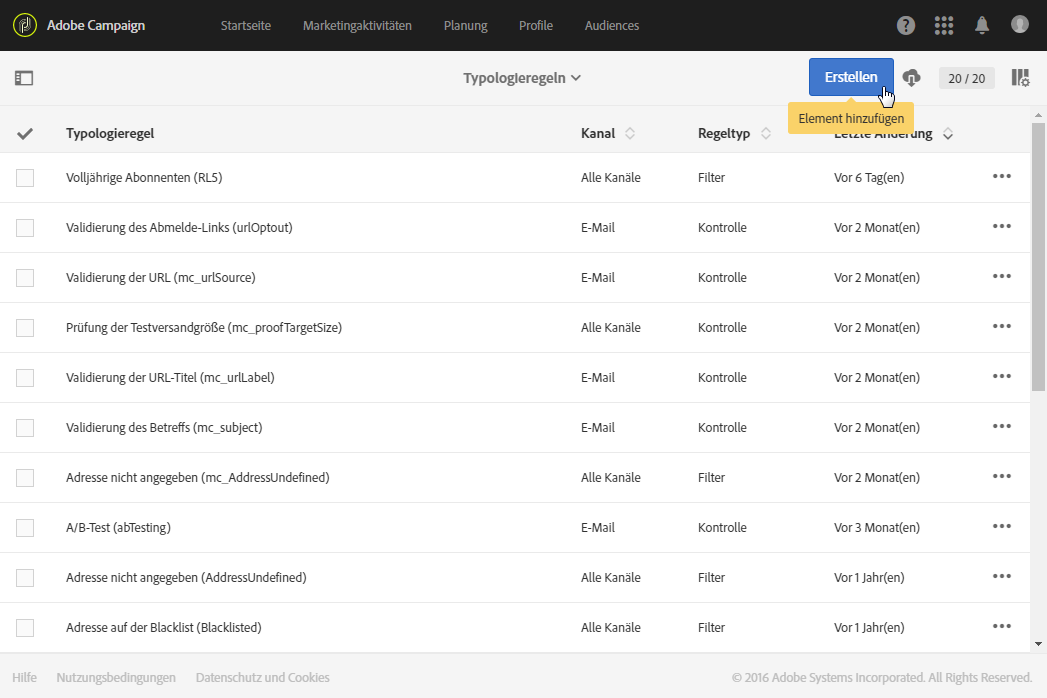 Adobe Campaign Startseite Marketingaktivitäten Planung Profile Audiences
Typologieregeln Erstellen 20 / 20
Element hinzufügen
Typologieregel Kanal Regeltyp Letzte Änderung
Volljährige Abonnenten (RL5) Alle Kanäle Filter Vor 6 Tag(en)
Validierung des Abmelde-Links (urlOptout) E-Mail Kontrolle Vor 2 Monat(en)
Validierung der URL (mc_urlSource) E-Mail Kontrolle Vor 2 Monat(en)
Prüfung der Testversandgröße (mc_proofTargetSize) Alle Kanäle Kontrolle Vor 2 Monat(en)
Validierung der URL-Titel (mc_urlLabel) E-Mail Kontrolle Vor 2 Monat(en)
Validierung des Betreffs (mc_subject) E-Mail Kontrolle Vor 2 Monat(en)
Adresse nicht angegeben (mc_AddressUndefined) Alle Kanäle Filter Vor 2 Monat(en)
A/B-Test (abTesting) E-Mail Kontrolle Vor 3 Monat(en)
Adresse nicht angegeben (AddressUndefined) Alle Kanäle Filter Vor 1 Jahr(en)
Adresse auf der Blacklist (Blacklisted) Alle Kanäle Filter Vor 1 Jahr(en)
Hilfe Nutzungsbedingungen Datenschutz und Cookies © 2016 Adobe Systems Incorporated. All Rights Reserved.